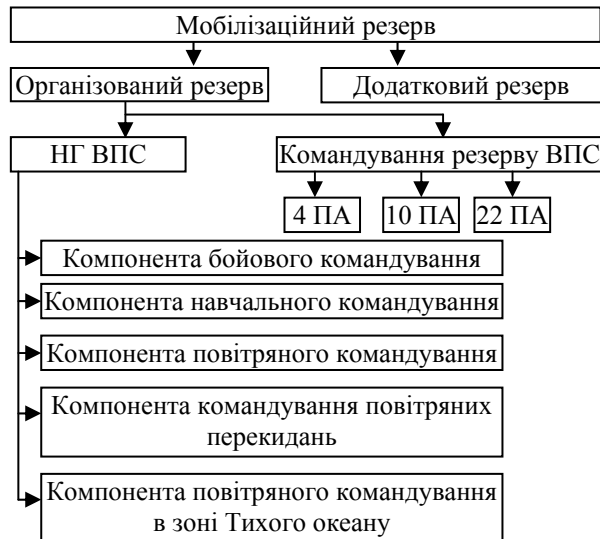 Мобілізаційний резерв
Організований резерв
Додатковий резерв
НГ ВПС
Командування резерву ВПС
4 ПА
10 ПА
22 ПА
Компонента бойового командування
Компонента навчального командування
Компонента повітряного командування
Компонента командування повітряних
перекидань
Компонента повітряного командування
в зоні Тихого океану